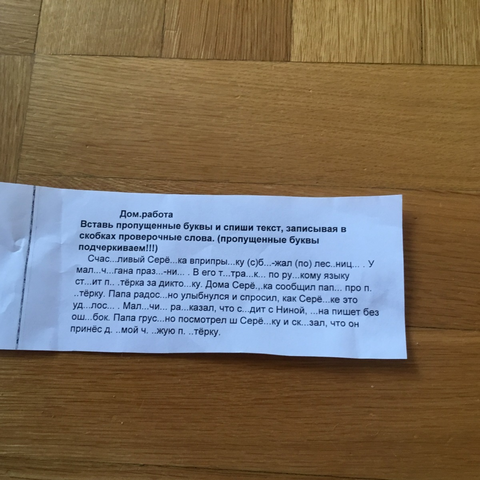 Дом.работа
Вставь пропущенные буквы и спиши текст, записывая в
скобках проверочные слова. (пропущенные буквы
подчеркиваем!!!)
Счас...ливый Серё...ка вприпры...ку (с)б...-жал (по) лес..ниц... . У
мал...ч...гана праз...-ни... . В его т...тра...к... по ру...кому языку
ст...ит п. ..тёрка за дикто...ку. Дома Серё...ка сообщил пап... про п.
..тёрку. Папа радос...но улыбнулся и спросил, как Серё...ке это
уд...лос... . Мал...чи... ра...казал, что с...дит с Ниной, ...на пишет без
ош...бок. Папа грус...но посмотрел ш Серё...ку и ск...зал, что он
принёс д. ..мой ч. ..жую п. ..тёрку.